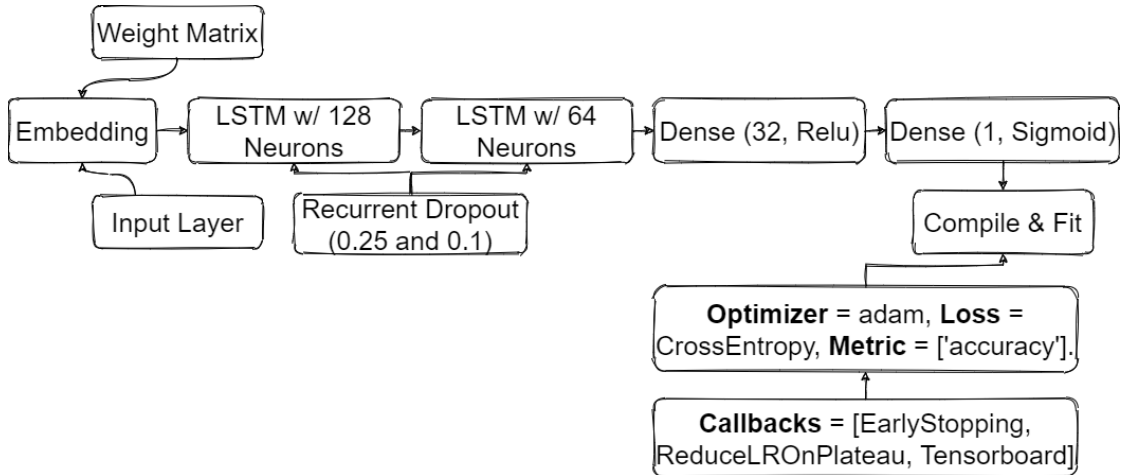 Weight Matrix
Embedding
LSTM w/ 128
Neurons
LSTM w/ 64
Neurons
Dense (32, Relu)
Dense (1, Sigmoid)
Input Layer
Recurrent Dropout
(0.25 and 0.1)
Compile & Fit
Optimizer = adam, Loss =
CrossEntropy, Metric = ['accuracy'].
Callbacks = [EarlyStopping,
ReduceLROnPlateau, Tensorboard]